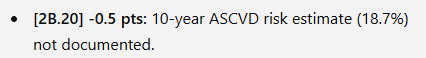 • [2B.20] -0.5 pts: 10-year ASCVD risk estimate (18.7%)
not documented.